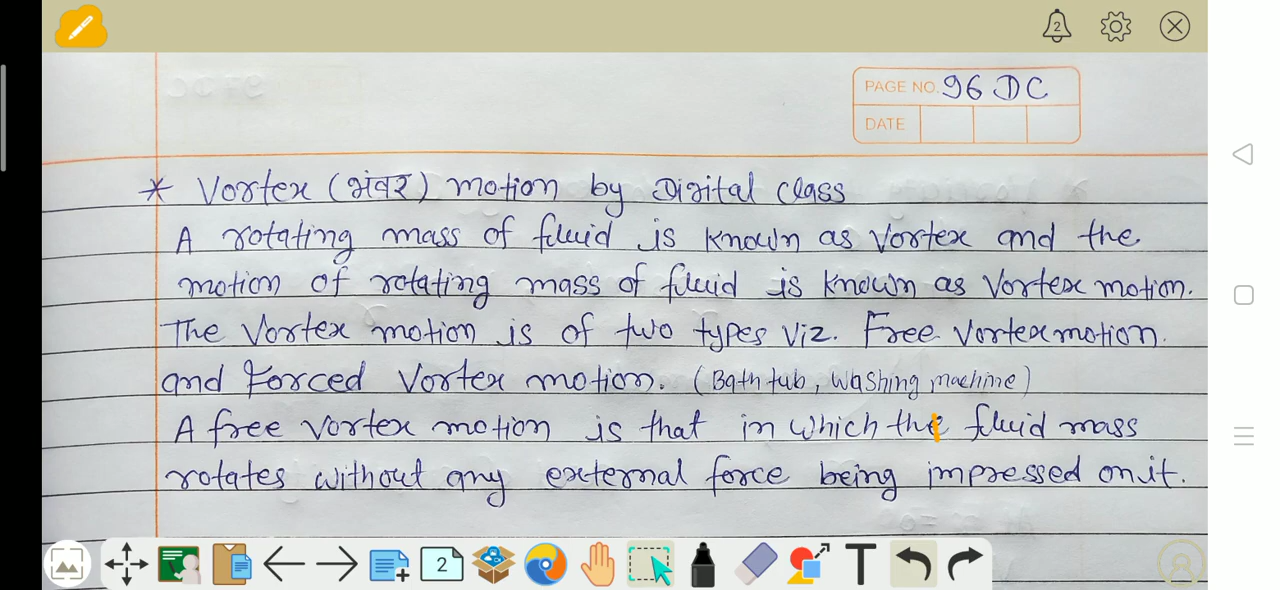 2
PAGE NO. 96 DC
DATE
* Vortex (भंवर) motion by Digital class
A rotating mass of fluid is known as Vortex and the
motion of rotating mass of fluid is known as Vortex motion.
The Vortex motion is of two types Viz. Free Vortex motion.
and Forced Vortex motion. (Bath tub, Washing machine)
A free Vortex motion is that in which the fluid mass
rotates without any external force being impressed on it.
2
T